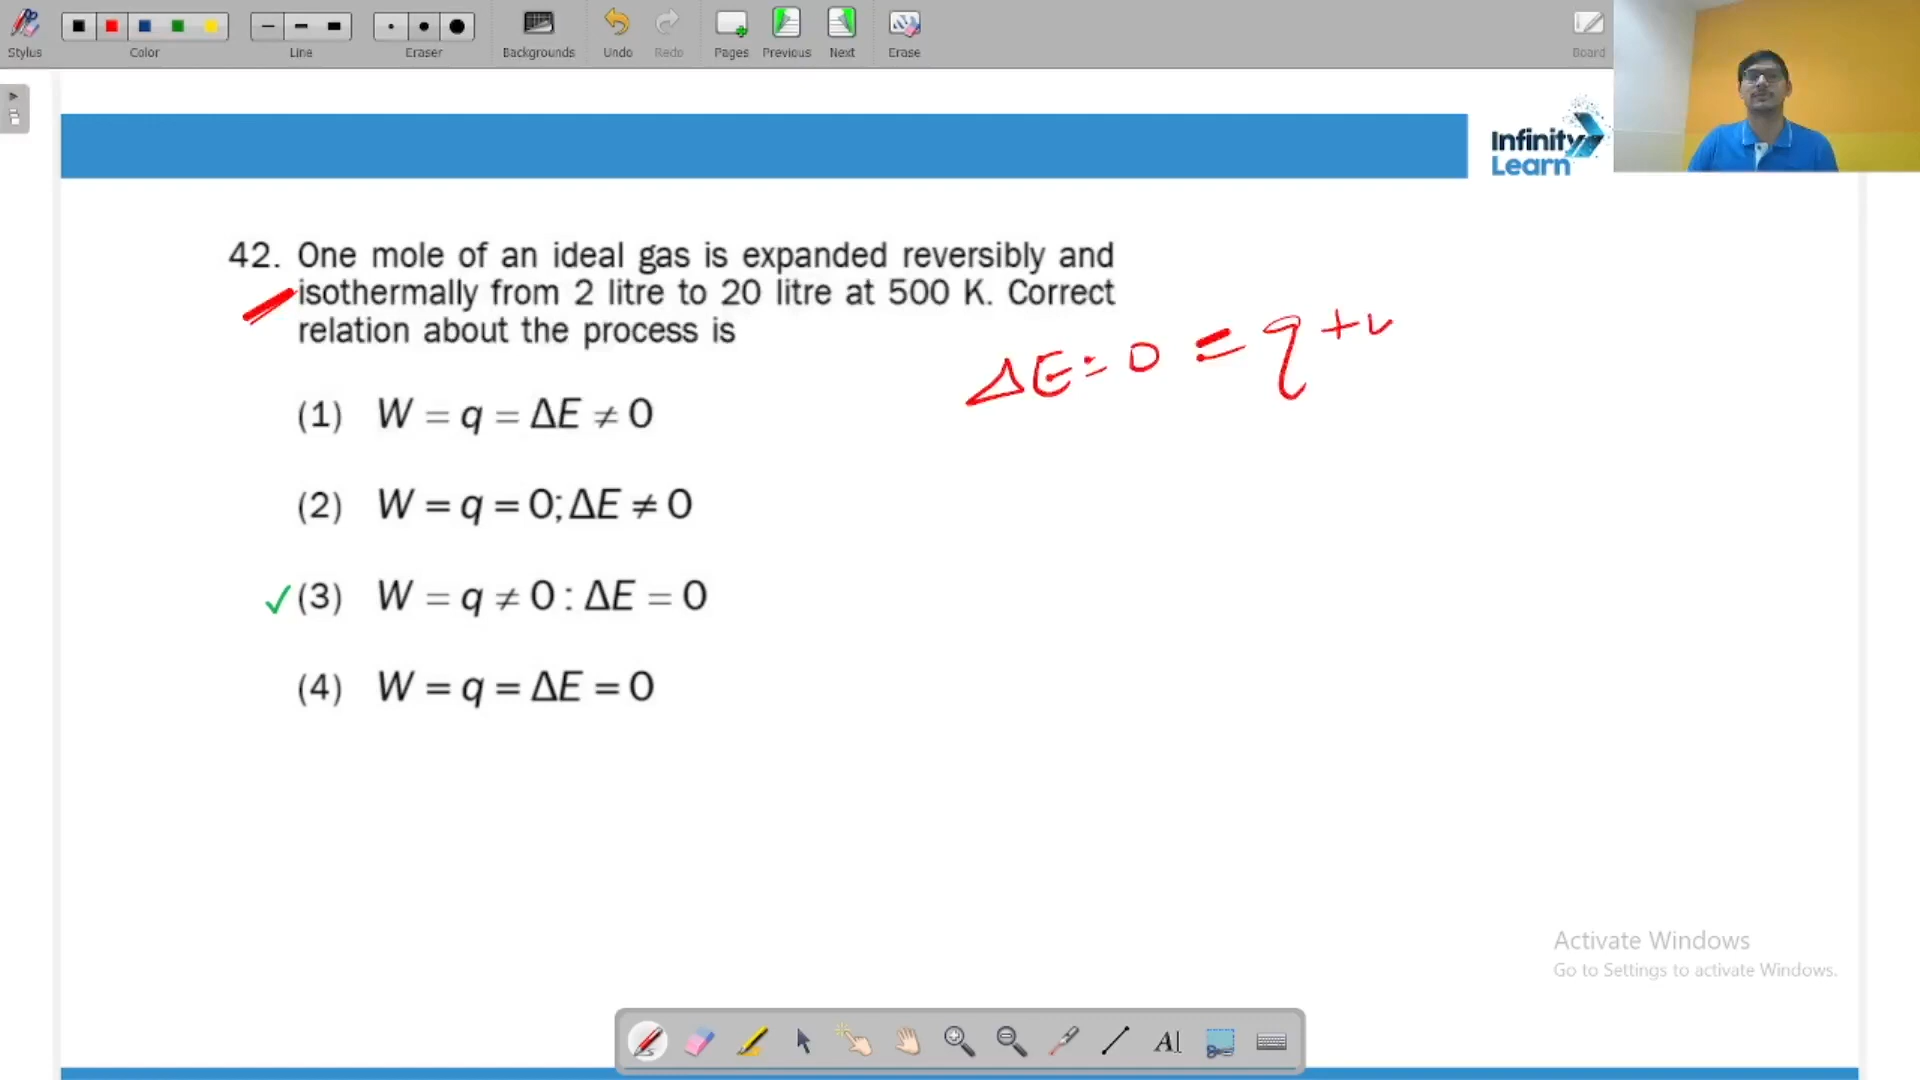 Stylus
Color
Line
Eraser
Backgrounds
Undo
Redo
Pages
Previous
Next
Erase
Board
Infinity
Learn
42. One mole of an ideal gas is expanded reversibly and
isothermally from 2 litre to 20 litre at 500 K. Correct
relation about the process is
ΔE = 0 = q +
(1) W = q = ΔE ≠ 0
(2) W = q = 0; ΔE ≠ 0
✓(3) W = q ≠ 0 : ΔE = 0
(4) W = q = ΔE = 0
Activate Windows
Go to Settings to activate Windows.
AI